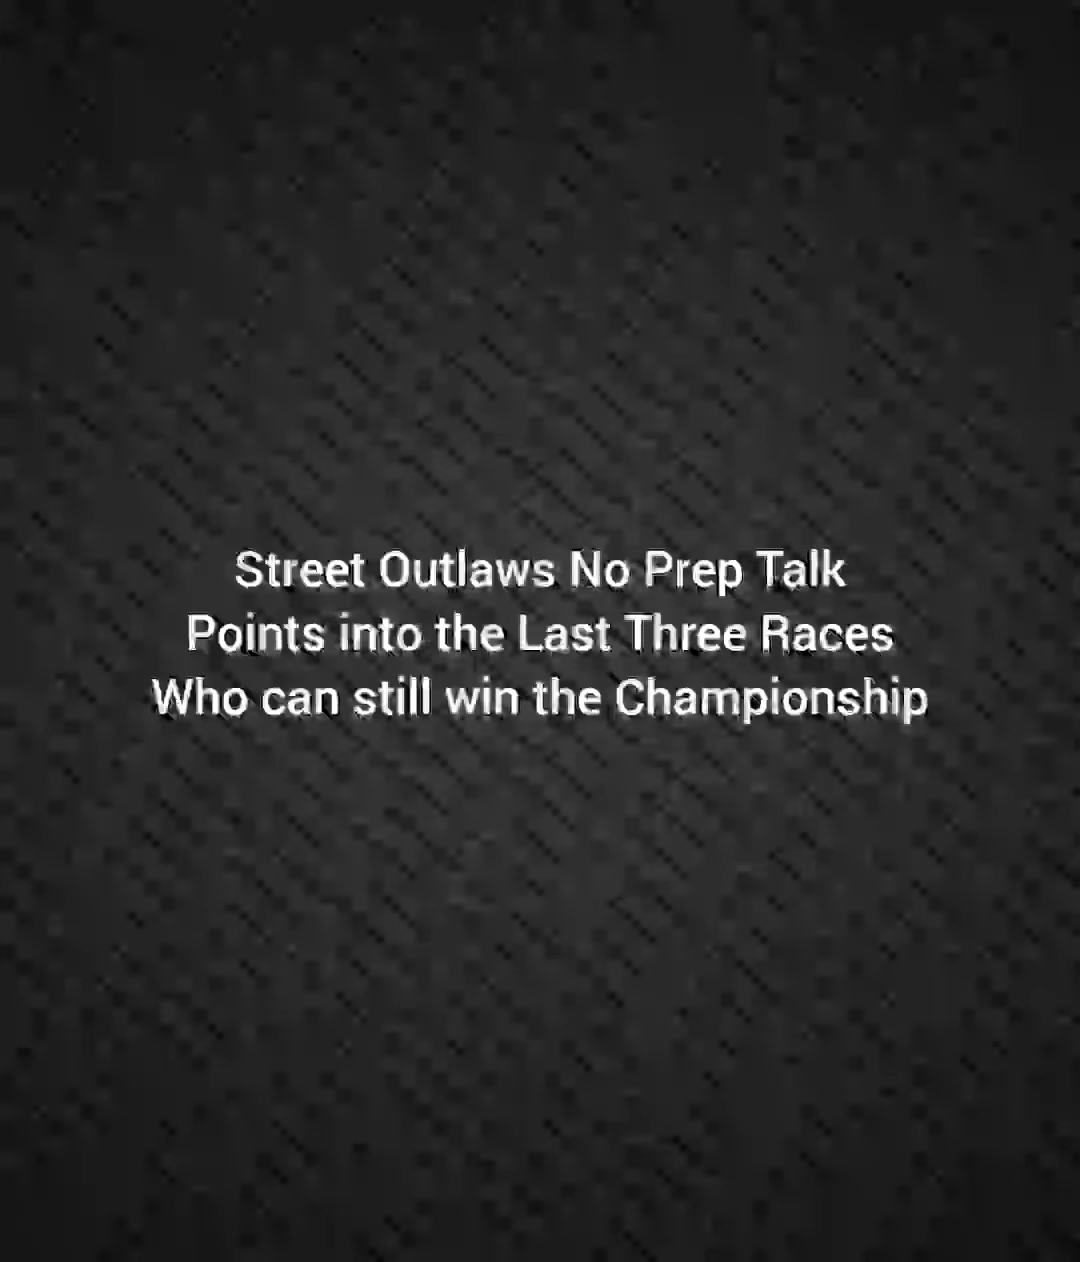 Street Outlaws No Prep Talk
Points into the Last Three Races
Who can still win the Championship